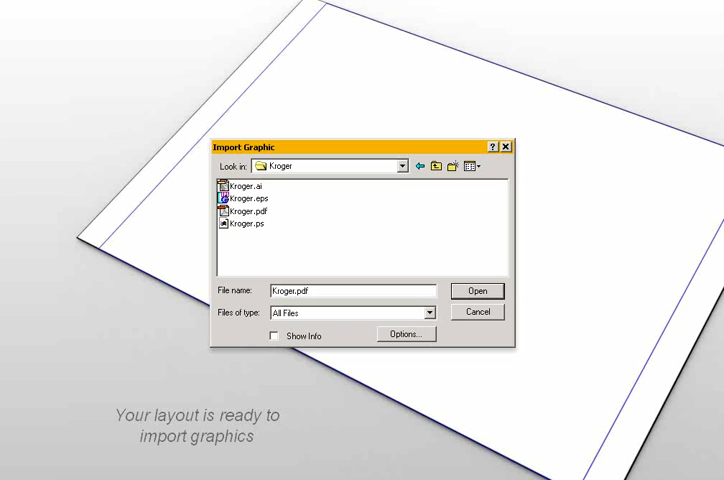 Import Graphic
Look in: Kroger
Kroger.ai
Kroger.eps
Kroger.pdf
Kroger.ps
File name: Kroger.pdf Open
Files of type: All Files Cancel
Show Info Options...
Your layout is ready to
import graphics